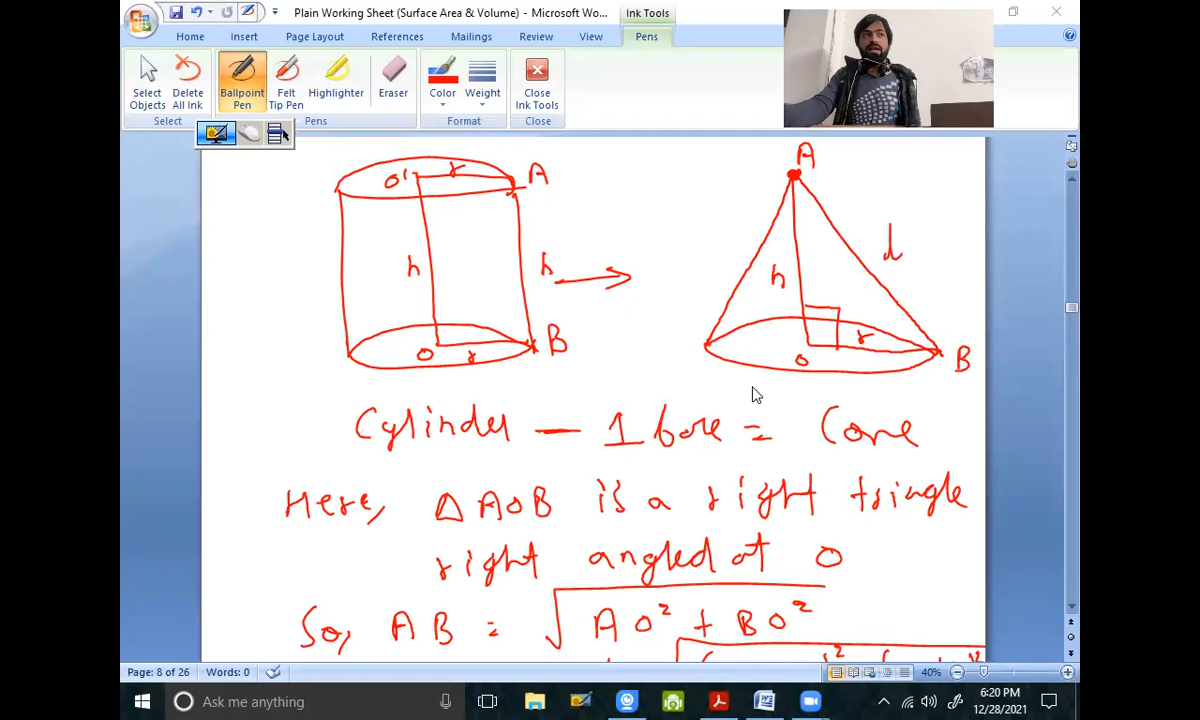 Plain Working Sheet (Surface Area & Volume) - Microsoft Wo...
Ink Tools
Home
Insert
Page Layout
References
Mailings
Review
View
Pens
Select Objects
Delete All Ink
Ballpoint Pen
Felt Tip Pen
Highlighter
Eraser
Color
Weight
Close Ink Tools
Select
Pens
Format
Close
O' r A
h
h
O r B
A
h
l
r
O
B
Cylinder — 1 base = Cone
Here, △AOB is a right triangle
right angled at O
So, AB = √AO² + BO²
Page: 8 of 26
Words: 0
40%
Ask me anything
6:20 PM
12/28/2021